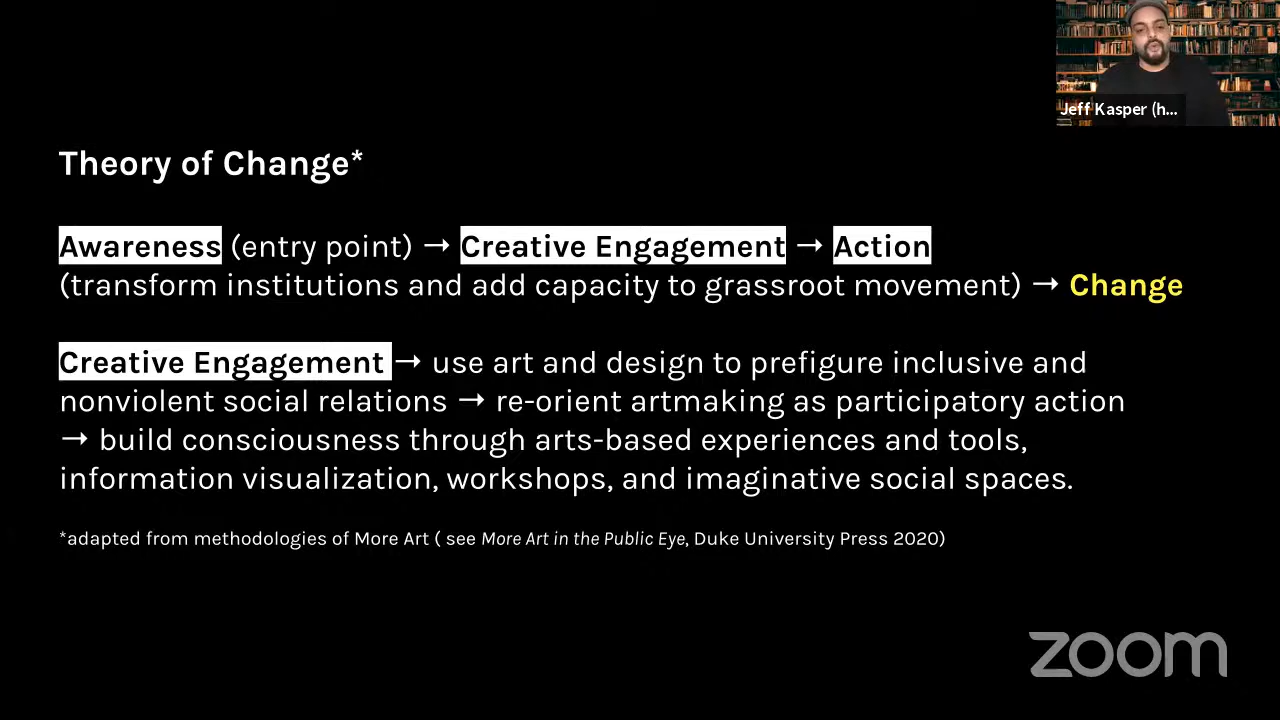 Jeff Kasper (h...
Theory of Change*
Awareness (entry point) → Creative Engagement → Action
(transform institutions and add capacity to grassroot movement) → Change
Creative Engagement → use art and design to prefigure inclusive and
nonviolent social relations → re-orient artmaking as participatory action
→ build consciousness through arts-based experiences and tools,
information visualization, workshops, and imaginative social spaces.
*adapted from methodologies of More Art ( see More Art in the Public Eye, Duke University Press 2020)
zoom